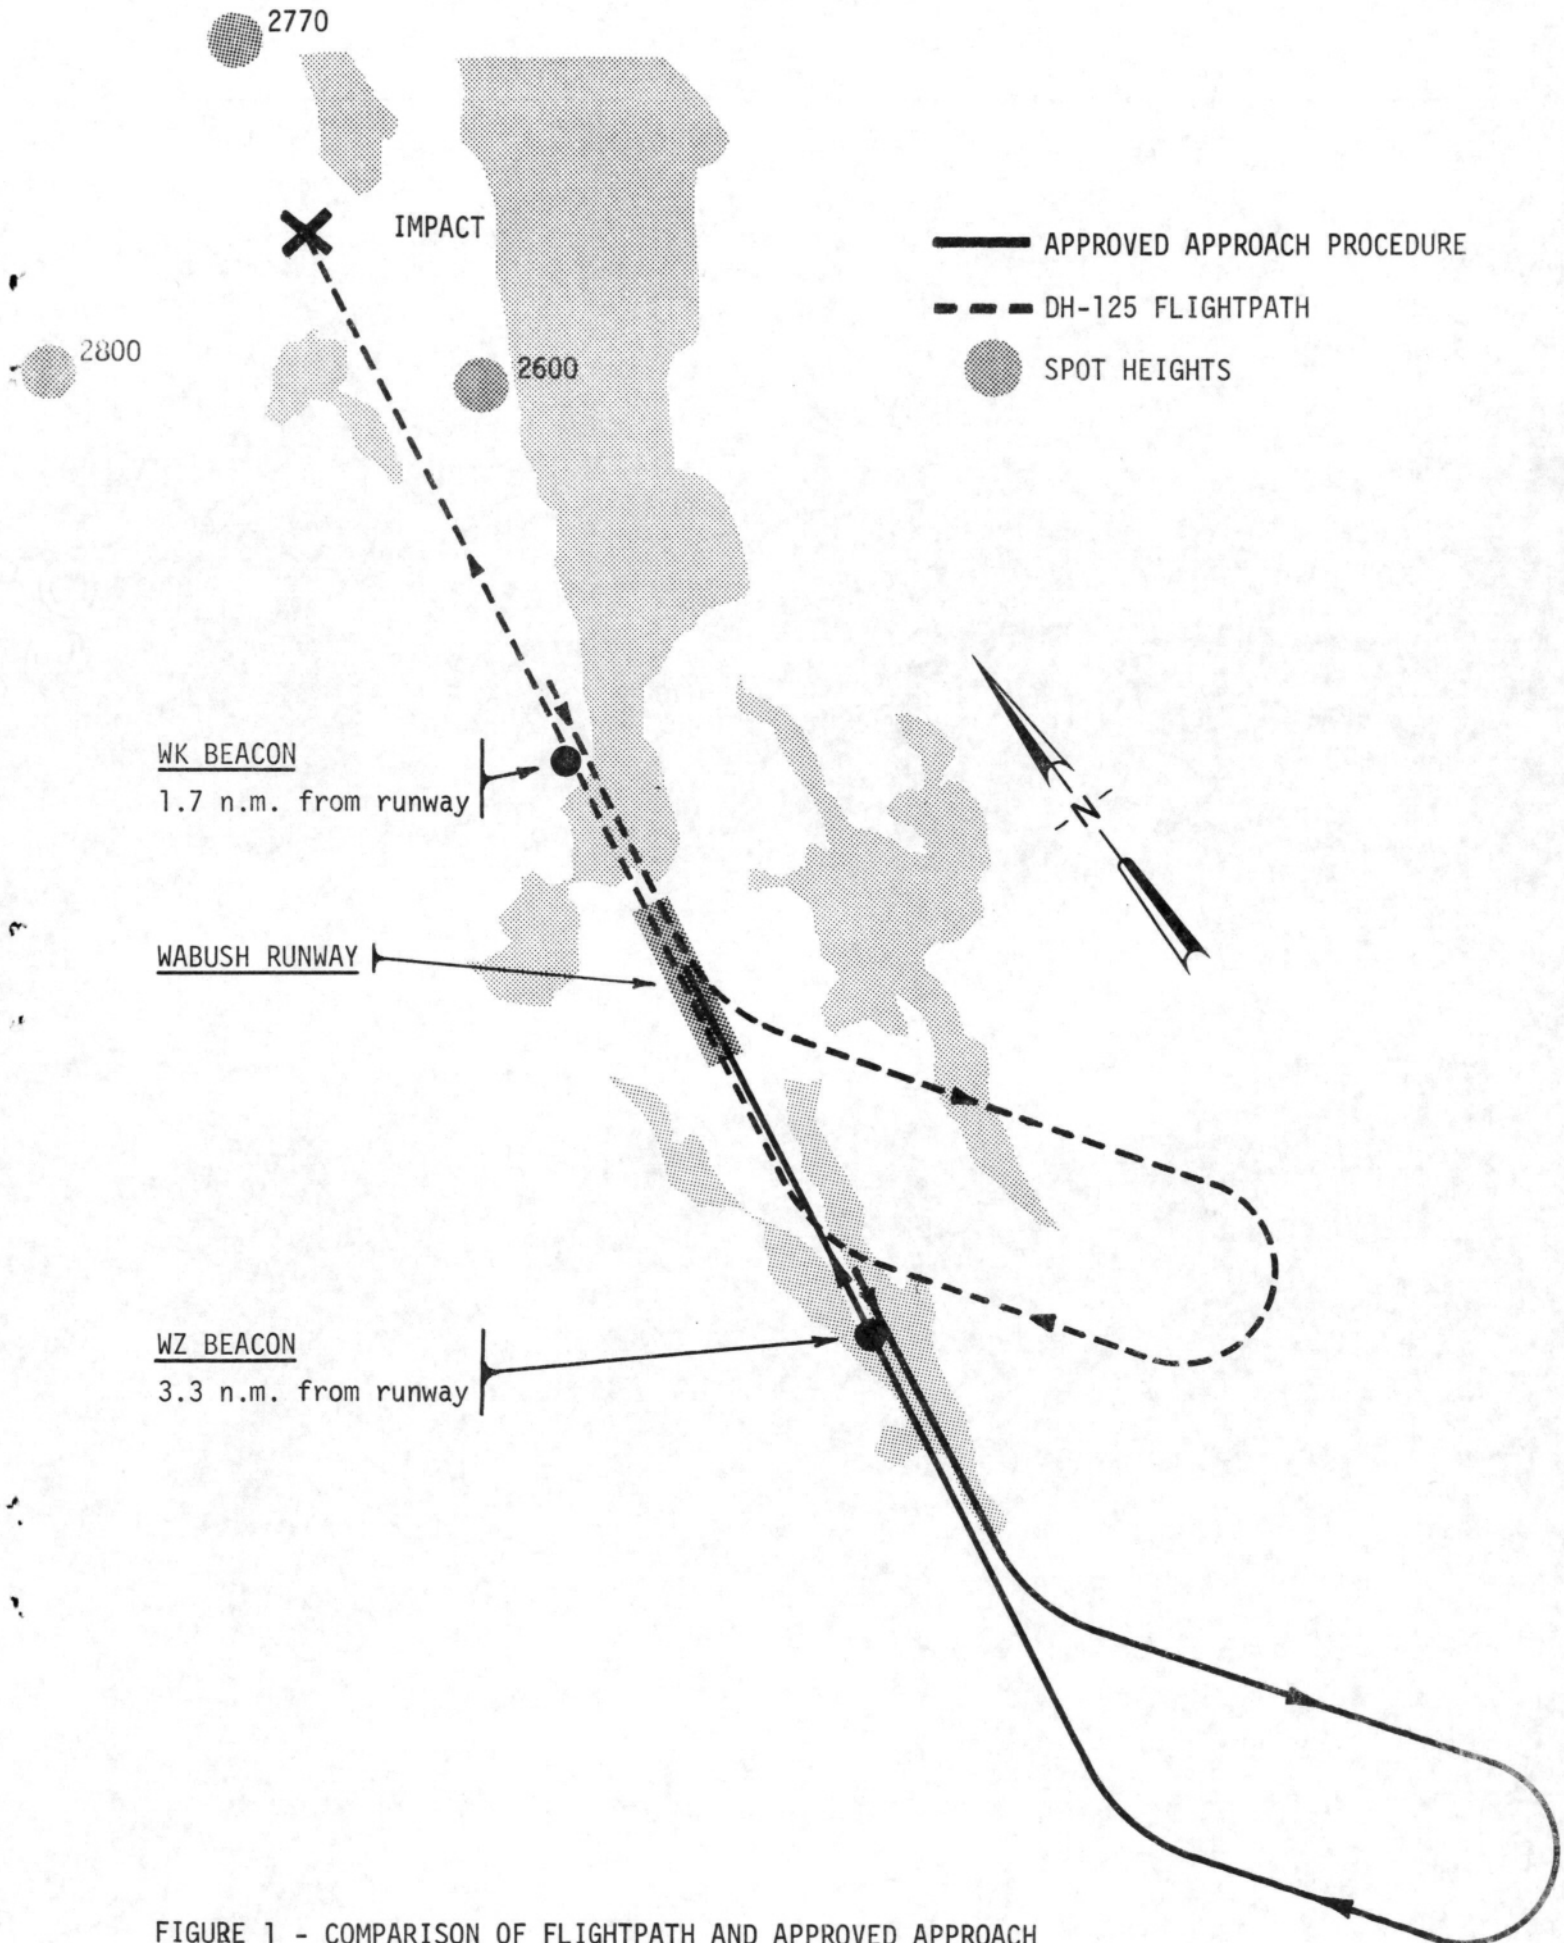 2770
IMPACT
APPROVED APPROACH PROCEDURE
DH-125 FLIGHTPATH
2800
2600
SPOT HEIGHTS
WK BEACON
1.7 n.m. from runway
N
WABUSH RUNWAY
WZ BEACON
3.3 n.m. from runway
FIGURE 1 - COMPARISON OF FLIGHTPATH AND APPROVED APPROACH